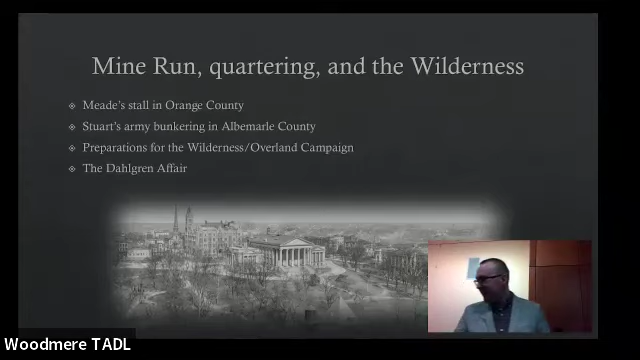 Mine Run, quartering, and the Wilderness
Meade's stall in Orange County
Stuart's army bunkering in Albemarle County
Preparations for the Wilderness/Overland Campaign
The Dahlgren Affair
Woodmere TADL